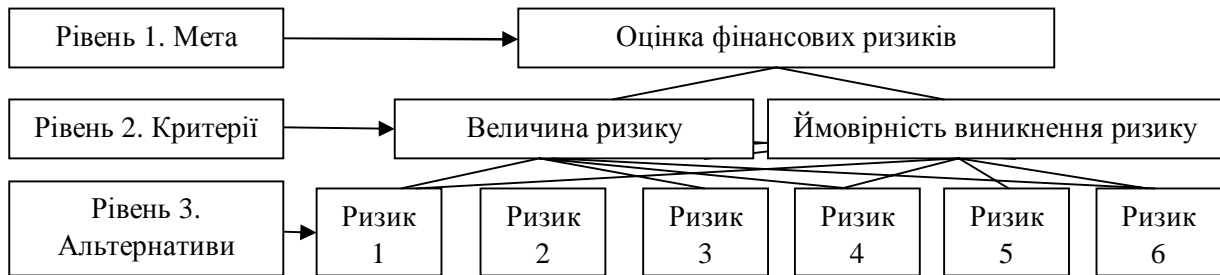 Рівень 1. Мета
Оцінка фінансових ризиків
Рівень 2. Критерії
Величина ризику
Ймовірність виникнення ризику
Рівень 3.
Альтернативи
Ризик
1
Ризик
2
Ризик
3
Ризик
4
Ризик
5
Ризик
6